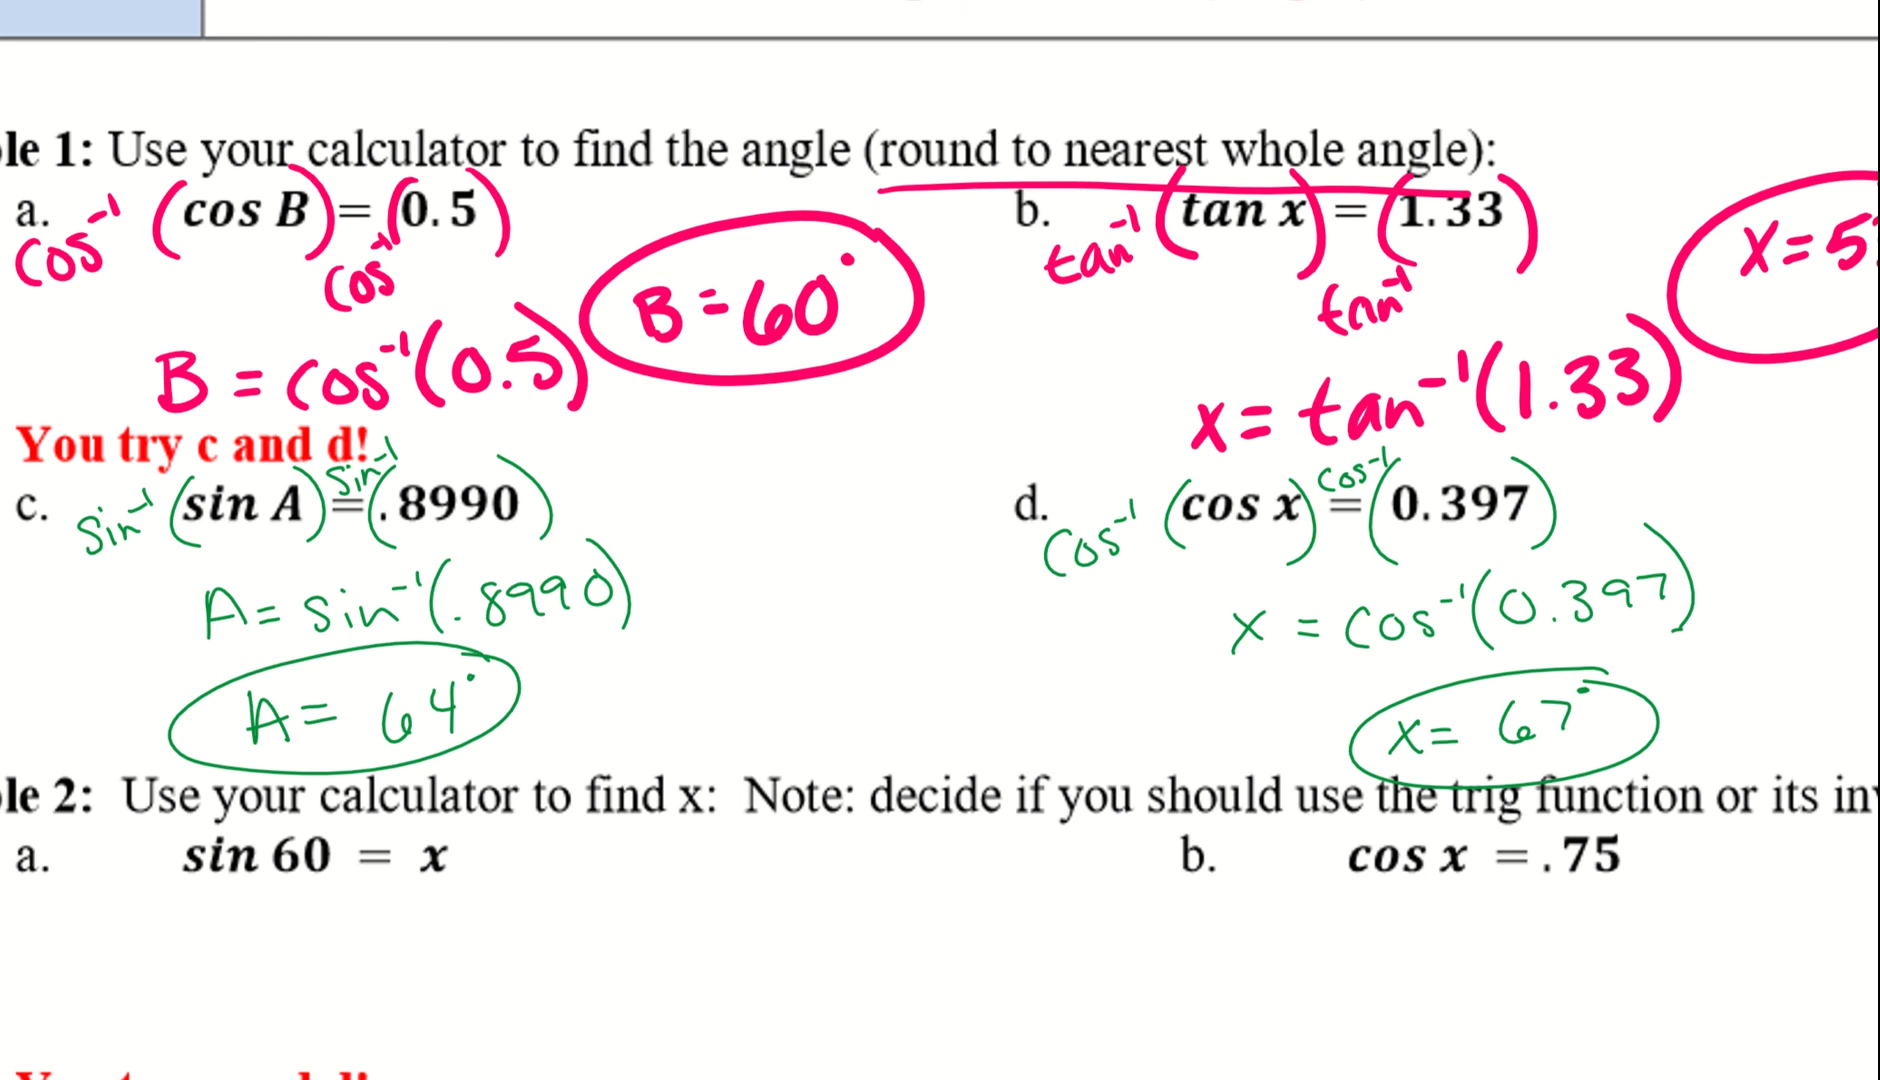 le 1: Use your calculator to find the angle (round to nearest whole angle):
a. cos⁻¹ (cos B) = cos⁻¹ (0.5)
B = cos⁻¹(0.5)
B = 60°
b. tan⁻¹ (tan x) = tan⁻¹ (1.33)
x = tan⁻¹(1.33)
x = 5
You try c and d!
c. sin⁻¹ (sin A) = sin⁻¹ (.8990)
A = sin⁻¹(.8990)
A = 64°
d. cos⁻¹ (cos x) = cos⁻¹ (0.397)
x = cos⁻¹(0.397)
x = 67°
le 2: Use your calculator to find x: Note: decide if you should use the trig function or its in
a. sin 60 = x
b. cos x = .75